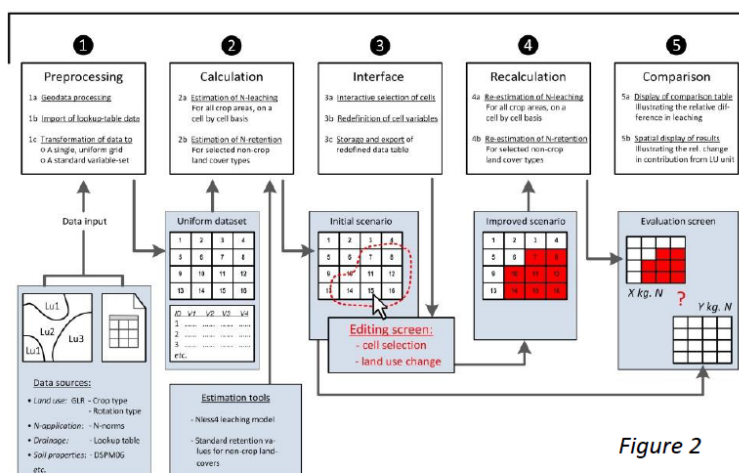 1
2
3
4
5
Preprocessing
1a Geodata processing
1b Import of lookup-table data
1c Transformation of data to
o A single, uniform grid
o A standard variable-set
Calculation
2a Estimation of N-leaching
For all crop areas, on a
cell by cell basis
2b Estimation of N-retention
For selected non-crop
land cover types
Interface
3a Interactive selection of cells
3b Redefinition of cell variables
3c Storage and export of
redefined data table
Recalculation
4a Re-estimation of N-leaching
For all crop areas, on a
cell by cell basis
4b Re-estimation of N-retention
For selected non-crop
land cover types
Comparison
5a Display of comparison table
Illustrating the relative
difference in leaching
5b Spatial display of results
Illustrating the rel. change
in contribution from LU unit
Data input
Lu1
Lu2
Lu3
Lu1
Data sources:
• Land use: GLR - Crop type
- Rotation type
• N-application: - N-norms
• Drainage: - Lookup table
• Soil properties: - DSPM06
etc.
Uniform dataset
1 2 3 4
5 6 7 8
9 10 11 12
13 14 15 16
ID V1 V2 V3 V4
1 ..... ..... ..... .....
2 ..... ..... ..... .....
3 ..... ..... ..... .....
etc.
Estimation tools
- Nless4 leaching model
- Standard retention va-
lues for non-crop land-
covers
Initial scenario
1 2 3 4
5 6 7 8
9 10 11 12
13 14 15 16
Editing screen:
- cell selection
- land use change
Improved scenario
1 2 3 4
5 6 7 8
9 10 11 12
13 14 15 16
Evaluation screen
X kg. N
?
Y kg. N
Figure 2